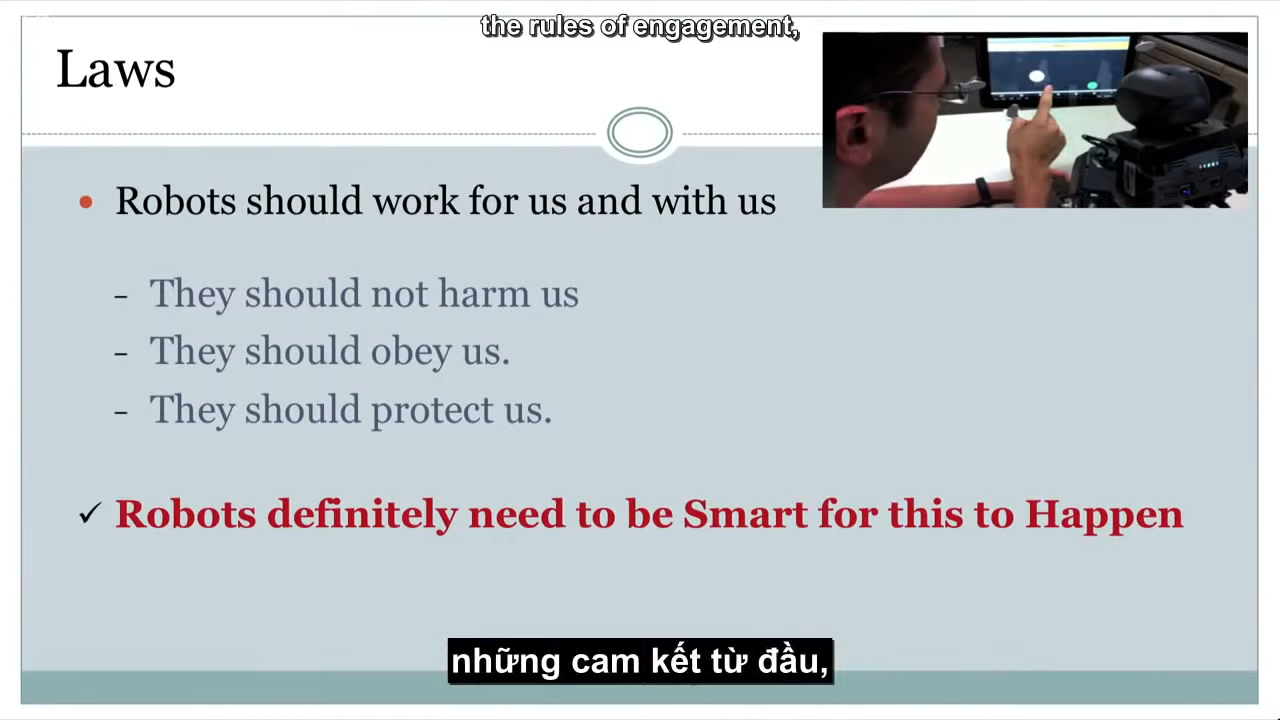 the rules of engagement,
Laws
• Robots should work for us and with us
- They should not harm us
- They should obey us.
- They should protect us.
✓ Robots definitely need to be Smart for this to Happen
những cam kết từ đầu,